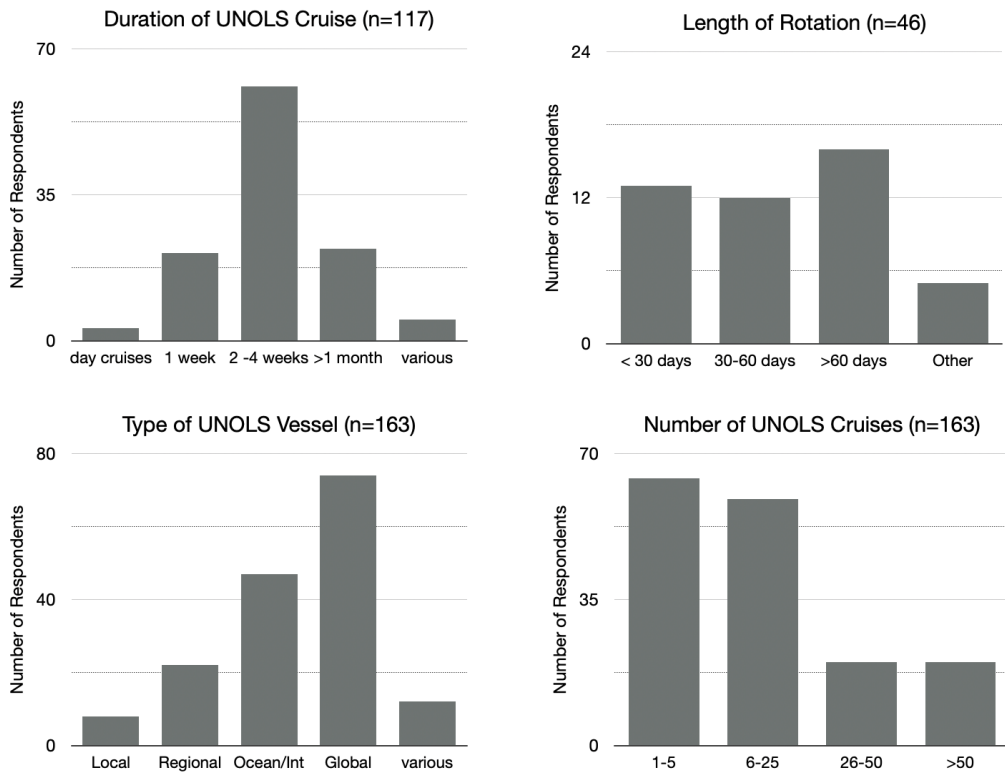 Duration of UNOLS Cruise (n=117)
Number of Respondents
70
35
0
day cruises
1 week
2 -4 weeks
>1 month
various
Length of Rotation (n=46)
Number of Respondents
24
12
0
< 30 days
30-60 days
>60 days
Other
Type of UNOLS Vessel (n=163)
Number of Respondents
80
40
0
Local
Regional
Ocean/Int
Global
various
Number of UNOLS Cruises (n=163)
Number of Respondents
70
35
0
1-5
6-25
26-50
>50